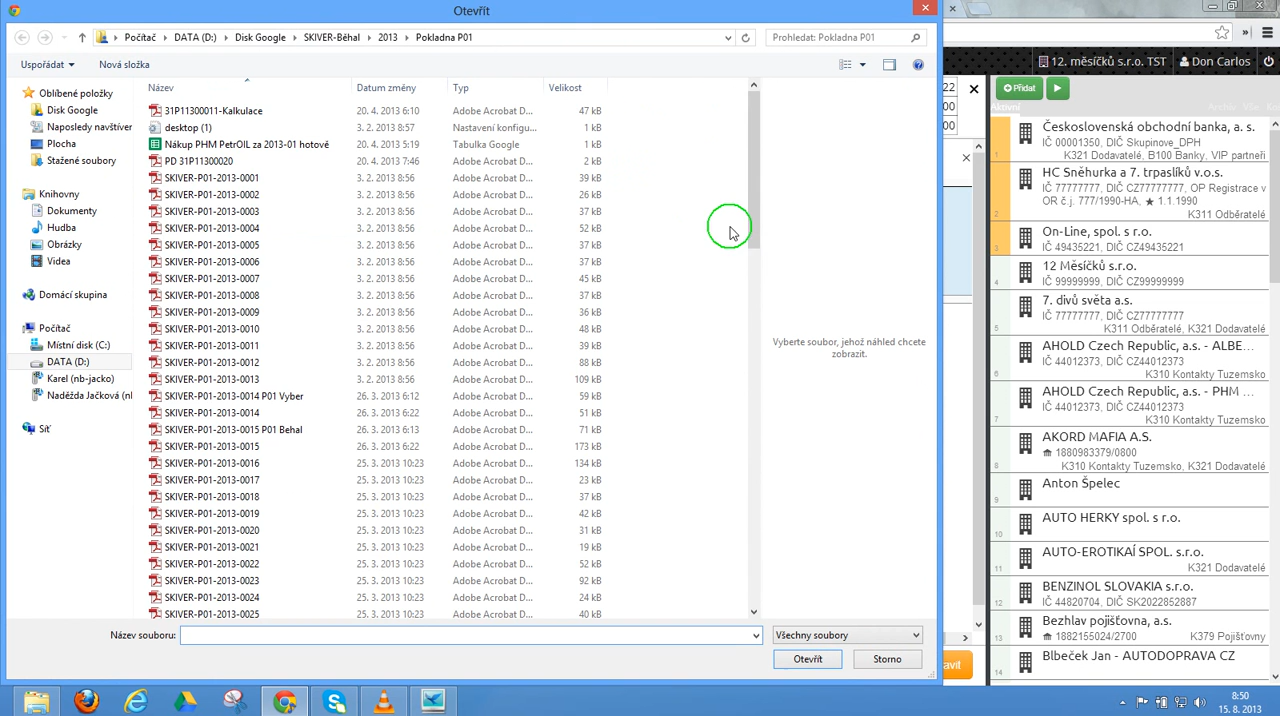 Otevřít
Počítač ▸ DATA (D:) ▸ Disk Google ▸ SKIVER-Běhal ▸ 2013 ▸ Pokladna P01
Prohledat: Pokladna P01
Uspořádat
Nová složka
Oblíbené položky
Disk Google
Naposledy navštíver
Plocha
Stažené soubory
Knihovny
Dokumenty
Hudba
Obrázky
Videa
Domácí skupina
Počítač
Místní disk (C:)
DATA (D:)
Karel (nb-jacko)
Naděžda Jačková (nl
Síť
Název Datum změny Typ Velikost
31P11300011-Kalkulace 20. 4. 2013 6:10 Adobe Acrobat D... 47 kB
desktop (1) 3. 2. 2013 8:57 Nastavení konfigu... 1 kB
Nákup PHM Petrol za 2013-01 hotové 20. 4. 2013 5:19 Tabulka Google 1 kB
PD 31P11300020 20. 4. 2013 7:46 Adobe Acrobat D... 2 kB
SKIVER-P01-2013-0001 3. 2. 2013 8:56 Adobe Acrobat D... 39 kB
SKIVER-P01-2013-0002 3. 2. 2013 8:56 Adobe Acrobat D... 26 kB
SKIVER-P01-2013-0003 3. 2. 2013 8:56 Adobe Acrobat D... 37 kB
SKIVER-P01-2013-0004 3. 2. 2013 8:56 Adobe Acrobat D... 52 kB
SKIVER-P01-2013-0005 3. 2. 2013 8:56 Adobe Acrobat D... 37 kB
SKIVER-P01-2013-0006 3. 2. 2013 8:56 Adobe Acrobat D... 37 kB
SKIVER-P01-2013-0007 3. 2. 2013 8:56 Adobe Acrobat D... 45 kB
SKIVER-P01-2013-0008 3. 2. 2013 8:56 Adobe Acrobat D... 37 kB
SKIVER-P01-2013-0009 3. 2. 2013 8:56 Adobe Acrobat D... 36 kB
SKIVER-P01-2013-0010 3. 2. 2013 8:56 Adobe Acrobat D... 48 kB
SKIVER-P01-2013-0011 3. 2. 2013 8:56 Adobe Acrobat D... 39 kB
SKIVER-P01-2013-0012 3. 2. 2013 8:56 Adobe Acrobat D... 88 kB
SKIVER-P01-2013-0013 3. 2. 2013 8:56 Adobe Acrobat D... 109 kB
SKIVER-P01-2013-0014 P01 Vyber 26. 3. 2013 6:12 Adobe Acrobat D... 59 kB
SKIVER-P01-2013-0014 26. 3. 2013 6:22 Adobe Acrobat D... 51 kB
SKIVER-P01-2013-0015 P01 Behal 26. 3. 2013 6:13 Adobe Acrobat D... 71 kB
SKIVER-P01-2013-0015 25. 3. 2013 6:22 Adobe Acrobat D... 173 kB
SKIVER-P01-2013-0016 25. 3. 2013 10:23 Adobe Acrobat D... 134 kB
SKIVER-P01-2013-0017 25. 3. 2013 10:23 Adobe Acrobat D... 23 kB
SKIVER-P01-2013-0018 25. 3. 2013 10:23 Adobe Acrobat D... 37 kB
SKIVER-P01-2013-0019 25. 3. 2013 10:23 Adobe Acrobat D... 42 kB
SKIVER-P01-2013-0020 25. 3. 2013 10:23 Adobe Acrobat D... 31 kB
SKIVER-P01-2013-0021 25. 3. 2013 10:23 Adobe Acrobat D... 19 kB
SKIVER-P01-2013-0022 25. 3. 2013 10:23 Adobe Acrobat D... 52 kB
SKIVER-P01-2013-0023 25. 3. 2013 10:23 Adobe Acrobat D... 92 kB
SKIVER-P01-2013-0024 25. 3. 2013 10:23 Adobe Acrobat D... 24 kB
SKIVER-P01-2013-0025 25. 3. 2013 10:23 Adobe Acrobat D... 40 kB
Vyberte soubor, jehož náhled chcete
zobrazit.
Název souboru:
Všechny soubory
Otevřít
Storno
12. měsíčků s.r.o. TST
Don Carlos
22
00
00
Přidat
Aktivní
Archiv Vše
1 Československá obchodní banka, a. s.
IČ 00001350, DIČ Skupinove_DPH
K321 Dodavatelé, B100 Banky, VIP partneři
2 HC Sněhurka a 7. trpaslíků v.o.s.
IČ 77777777, DIČ CZ77777777, OP Registrace v
OR č.j. 777/1990-HA, ★ 1.1.1990
K311 Odběratelé
3 On-Line, spol. s r.o.
IČ 49435221, DIČ CZ49435221
4 12 Měsíčků s.r.o.
IČ 99999999, DIČ CZ99999999
5 7. divů světa a.s.
IČ 77777777, DIČ CZ77777777
K311 Odběratelé, K321 Dodavatelé
6 AHOLD Czech Republic, a.s. - ALBE...
IČ 44012373, DIČ CZ44012373
K310 Kontakty Tuzemsko
7 AHOLD Czech Republic, a.s. - PHM ...
IČ 44012373, DIČ CZ44012373
K310 Kontakty Tuzemsko
8 AKORD MAFIA A.S.
1880983379/0800
K310 Kontakty Tuzemsko, K321 Dodavatelé
9 Anton Špelec
10 AUTO HERKY spol. s r.o.
11 AUTO-EROTIKAÍ SPOL. s.r.o.
K321 Dodavatelé
12 BENZINOL SLOVAKIA s.r.o.
IČ 44820704, DIČ SK2022852887
13 Bezhlav pojišťovna, a.s.
1882155024/2700 K379 Pojišťovny
14 Blbeček Jan - AUTODOPRAVA CZ
avit
8:50
15. 8. 2013